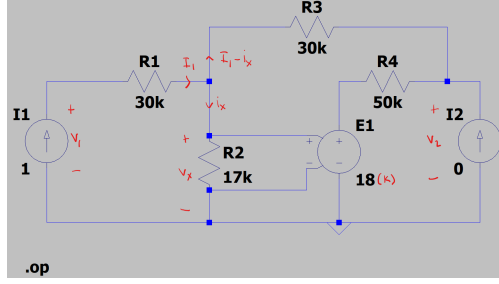 R3
30k
I₁ I₁-iₓ
R1
30k
R4
50k
iₓ
I1
+
V₁
-
1
+
Vₓ
-
R2
17k
E1
+ +
- -
18(k)
I2
+
V₂
-
0
.op